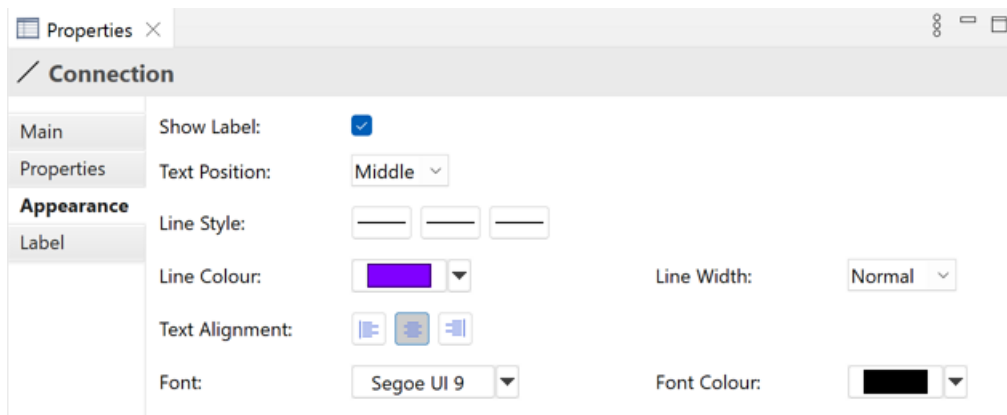 Properties
Connection
Main
Properties
Appearance
Label
Show Label:
Text Position: Middle
Line Style:
Line Colour: Line Width: Normal
Text Alignment:
Font: Segoe UI 9 Font Colour: